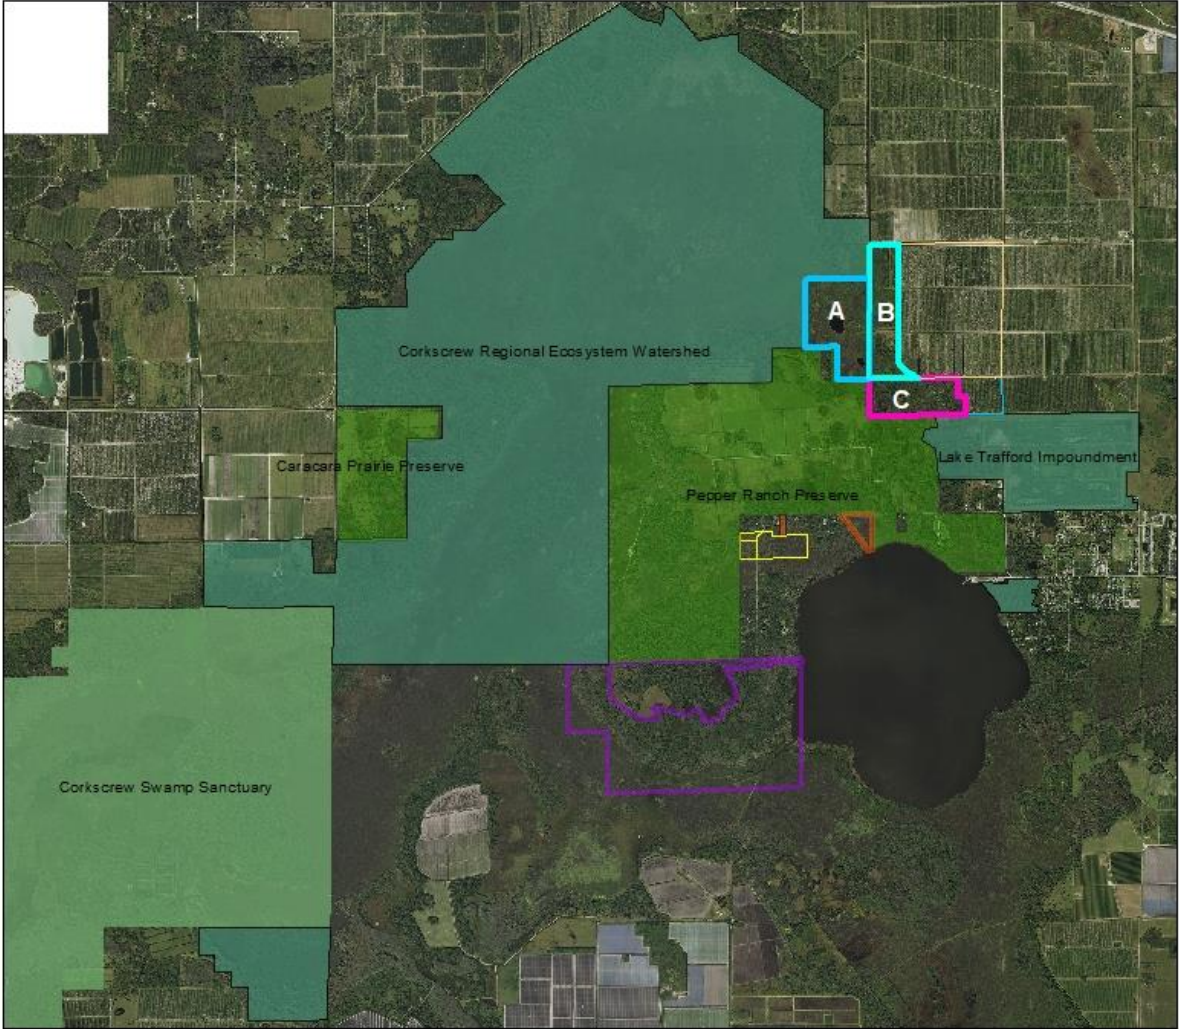 A
B
Corkscrew Regional Ecosystem Watershed
C
Lake Trafford Impoundment
Caracara Prairie Preserve
Pepper Ranch Preserve
Corkscrew Swamp Sanctuary